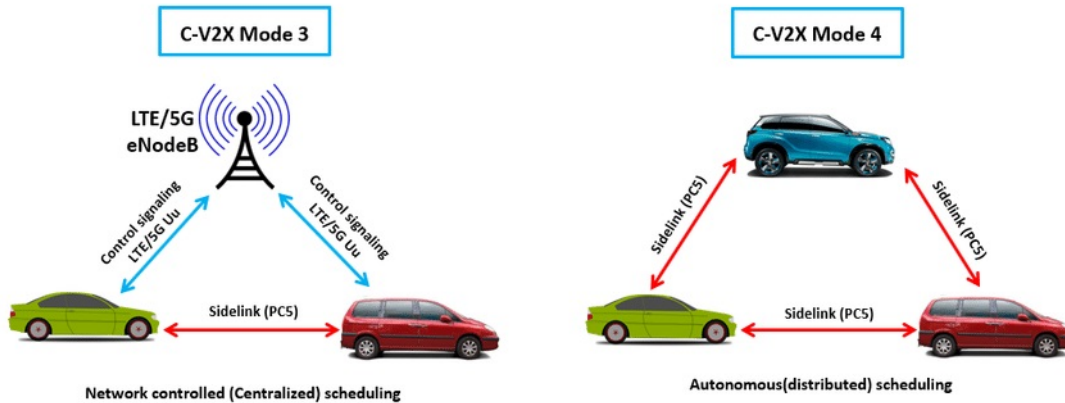 C-V2X Mode 3
LTE/5G
eNodeB
Control signaling
LTE/5G Uu
Control signaling
LTE/5G Uu
Sidelink (PC5)
Network controlled (Centralized) scheduling
C-V2X Mode 4
Sidelink (PC5)
Sidelink (PC5)
Sidelink (PC5)
Autonomous(distributed) scheduling